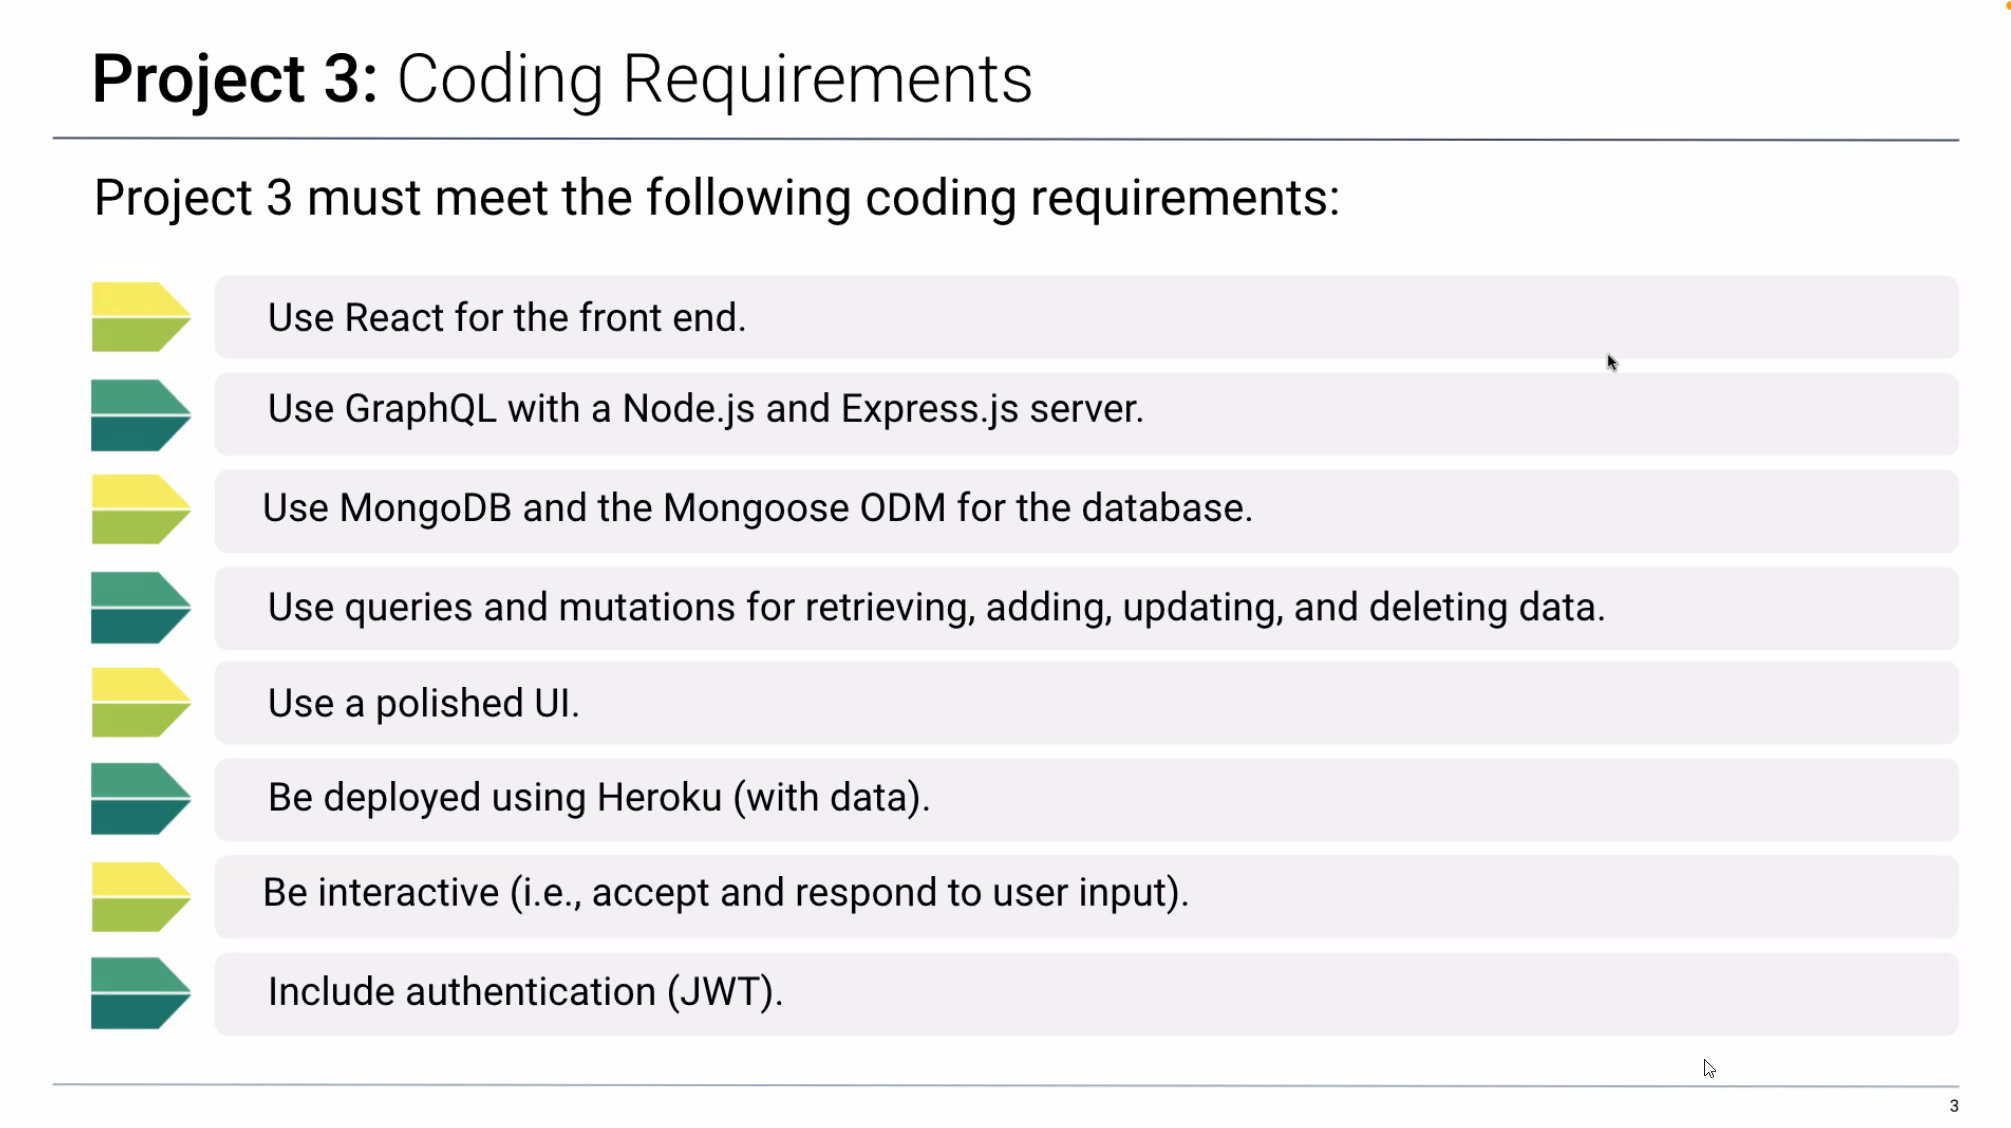 Project 3: Coding Requirements
Project 3 must meet the following coding requirements:
Use React for the front end.
Use GraphQL with a Node.js and Express.js server.
Use MongoDB and the Mongoose ODM for the database.
Use queries and mutations for retrieving, adding, updating, and deleting data.
Use a polished UI.
Be deployed using Heroku (with data).
Be interactive (i.e., accept and respond to user input).
Include authentication (JWT).
3